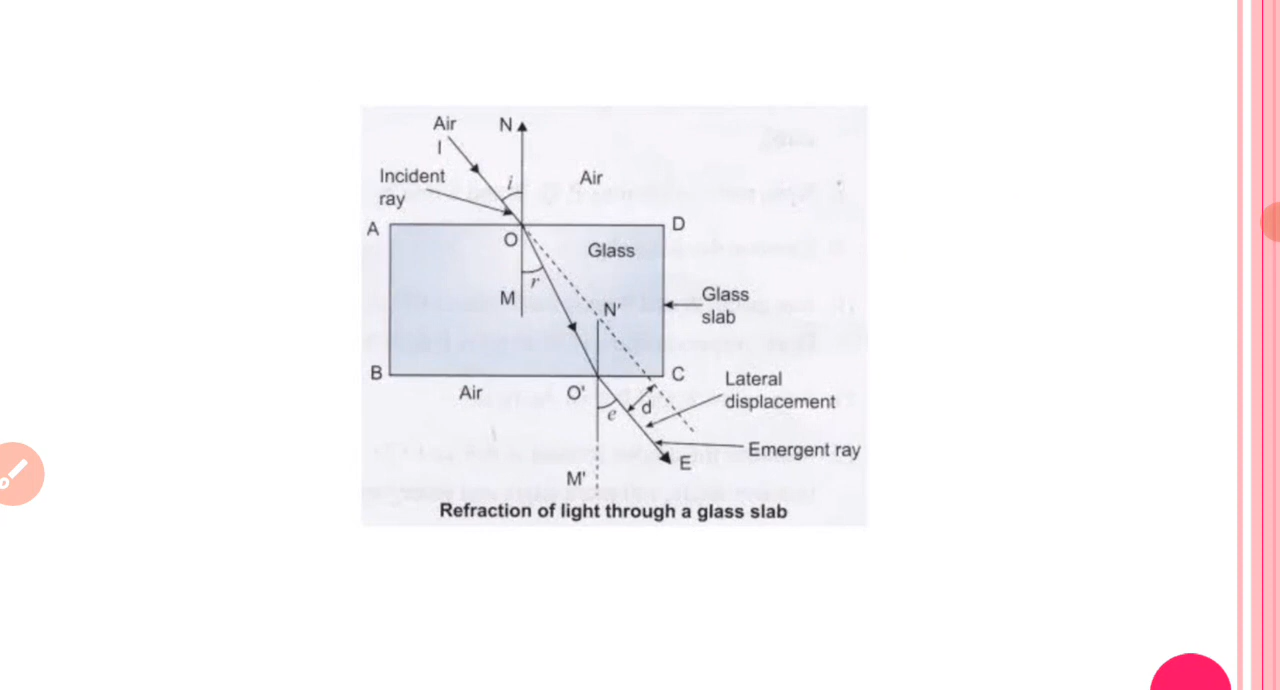 Air
N
I
Incident
ray
i
Air
A
D
O
Glass
r
M
N'
Glass
slab
B
C
Air
O'
Lateral
displacement
d
e
Emergent ray
E
M'
Refraction of light through a glass slab